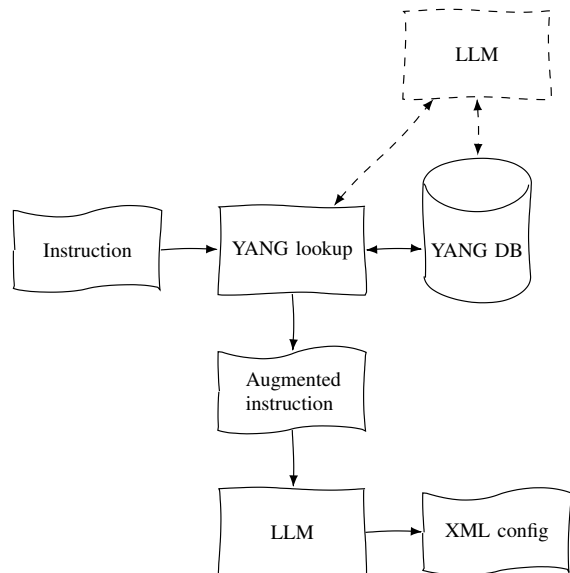 LLM
Instruction
YANG lookup
YANG DB
Augmented
instruction
LLM
XML config